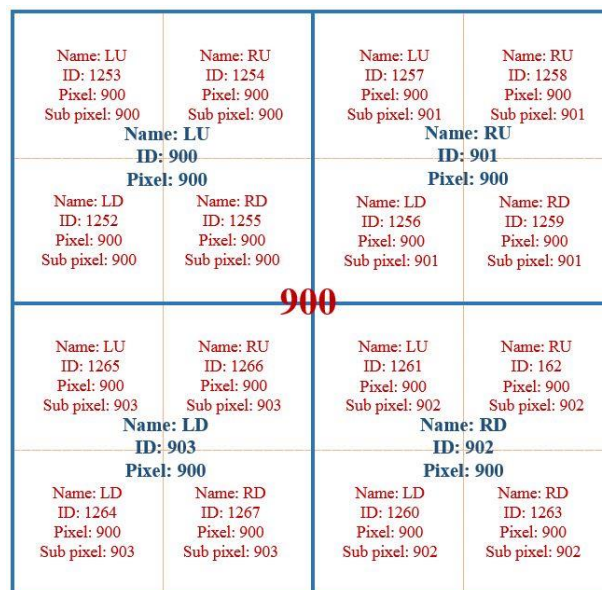 Name: LU
ID: 1253
Pixel: 900
Sub pixel: 900
Name: RU
ID: 1254
Pixel: 900
Sub pixel: 900
Name: LU
ID: 900
Pixel: 900
Name: LD
ID: 1252
Pixel: 900
Sub pixel: 900
Name: RD
ID: 1255
Pixel: 900
Sub pixel: 900
Name: LU
ID: 1257
Pixel: 900
Sub pixel: 901
Name: RU
ID: 1258
Pixel: 900
Sub pixel: 901
Name: RU
ID: 901
Pixel: 900
Name: LD
ID: 1256
Pixel: 900
Sub pixel: 901
Name: RD
ID: 1259
Pixel: 900
Sub pixel: 901
900
Name: LU
ID: 1265
Pixel: 900
Sub pixel: 903
Name: RU
ID: 1266
Pixel: 900
Sub pixel: 903
Name: LD
ID: 903
Pixel: 900
Name: LD
ID: 1264
Pixel: 900
Sub pixel: 903
Name: RD
ID: 1267
Pixel: 900
Sub pixel: 903
Name: LU
ID: 1261
Pixel: 900
Sub pixel: 902
Name: RU
ID: 162
Pixel: 900
Sub pixel: 902
Name: RD
ID: 902
Pixel: 900
Name: LD
ID: 1260
Pixel: 900
Sub pixel: 902
Name: RD
ID: 1263
Pixel: 900
Sub pixel: 902